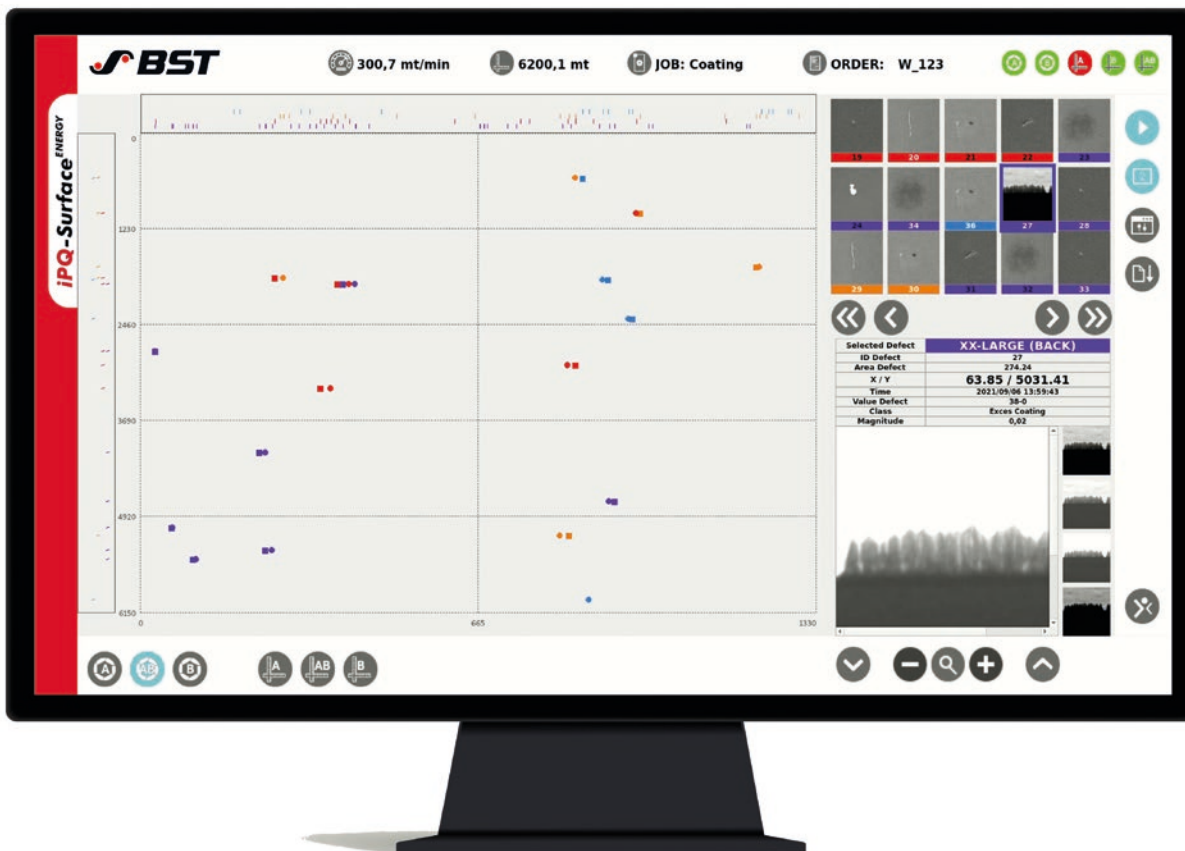 BST
300,7 mt/min
6200,1 mt
JOB: Coating
ORDER: W_123
A
B
A
B
AB
iPQ-Surface ENERGY
0
1230
2460
3690
4920
6150
0
665
1330
19
20
21
22
23
24
34
36
27
28
29
30
31
32
33
Selected Defect XX-LARGE (BACK)
ID Defect 27
Area Defect 274.24
X / Y 63.85 / 5031.41
Time 2021/09/06 13:59:43
Value Defect 38-0
Class Exces Coating
Magnitude 0,02
A
AB
B
A
AB
B